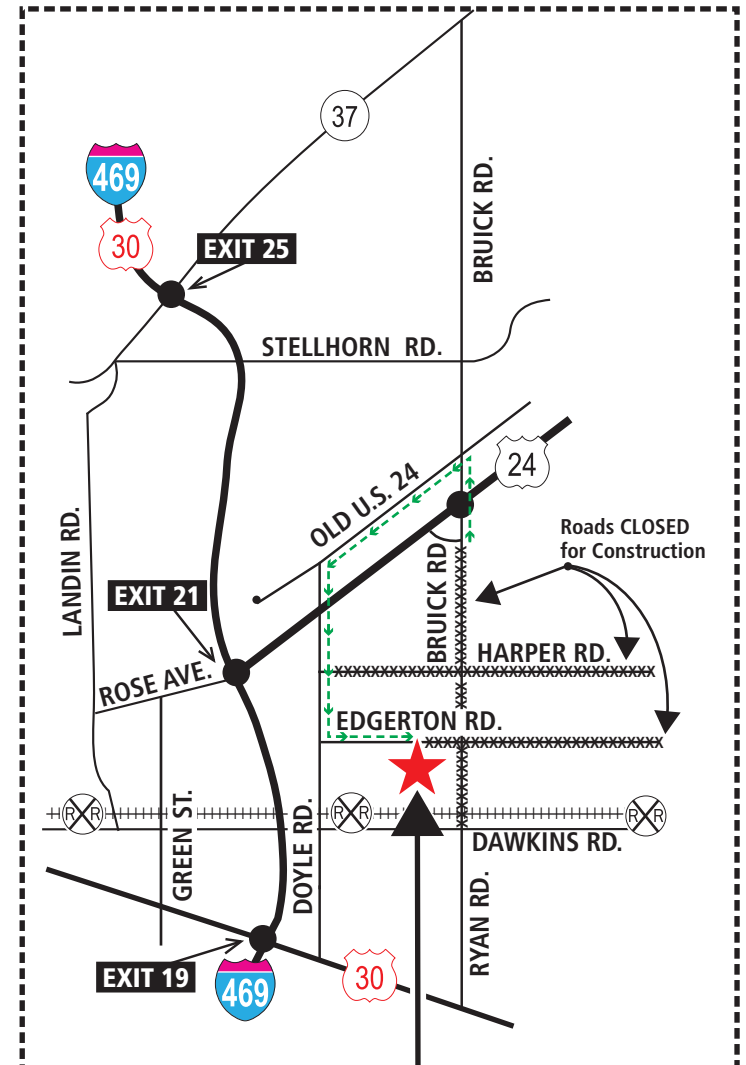 37
469
30
EXIT 25
BRUICK RD.
STELLHORN RD.
OLD U.S. 24
24
Roads CLOSED
for Construction
LANDIN RD.
EXIT 21
BRUICK RD
HARPER RD.
ROSE AVE.
EDGERTON RD.
R R
R R
R R
DAWKINS RD.
GREEN ST.
DOYLE RD.
RYAN RD.
EXIT 19
469
30